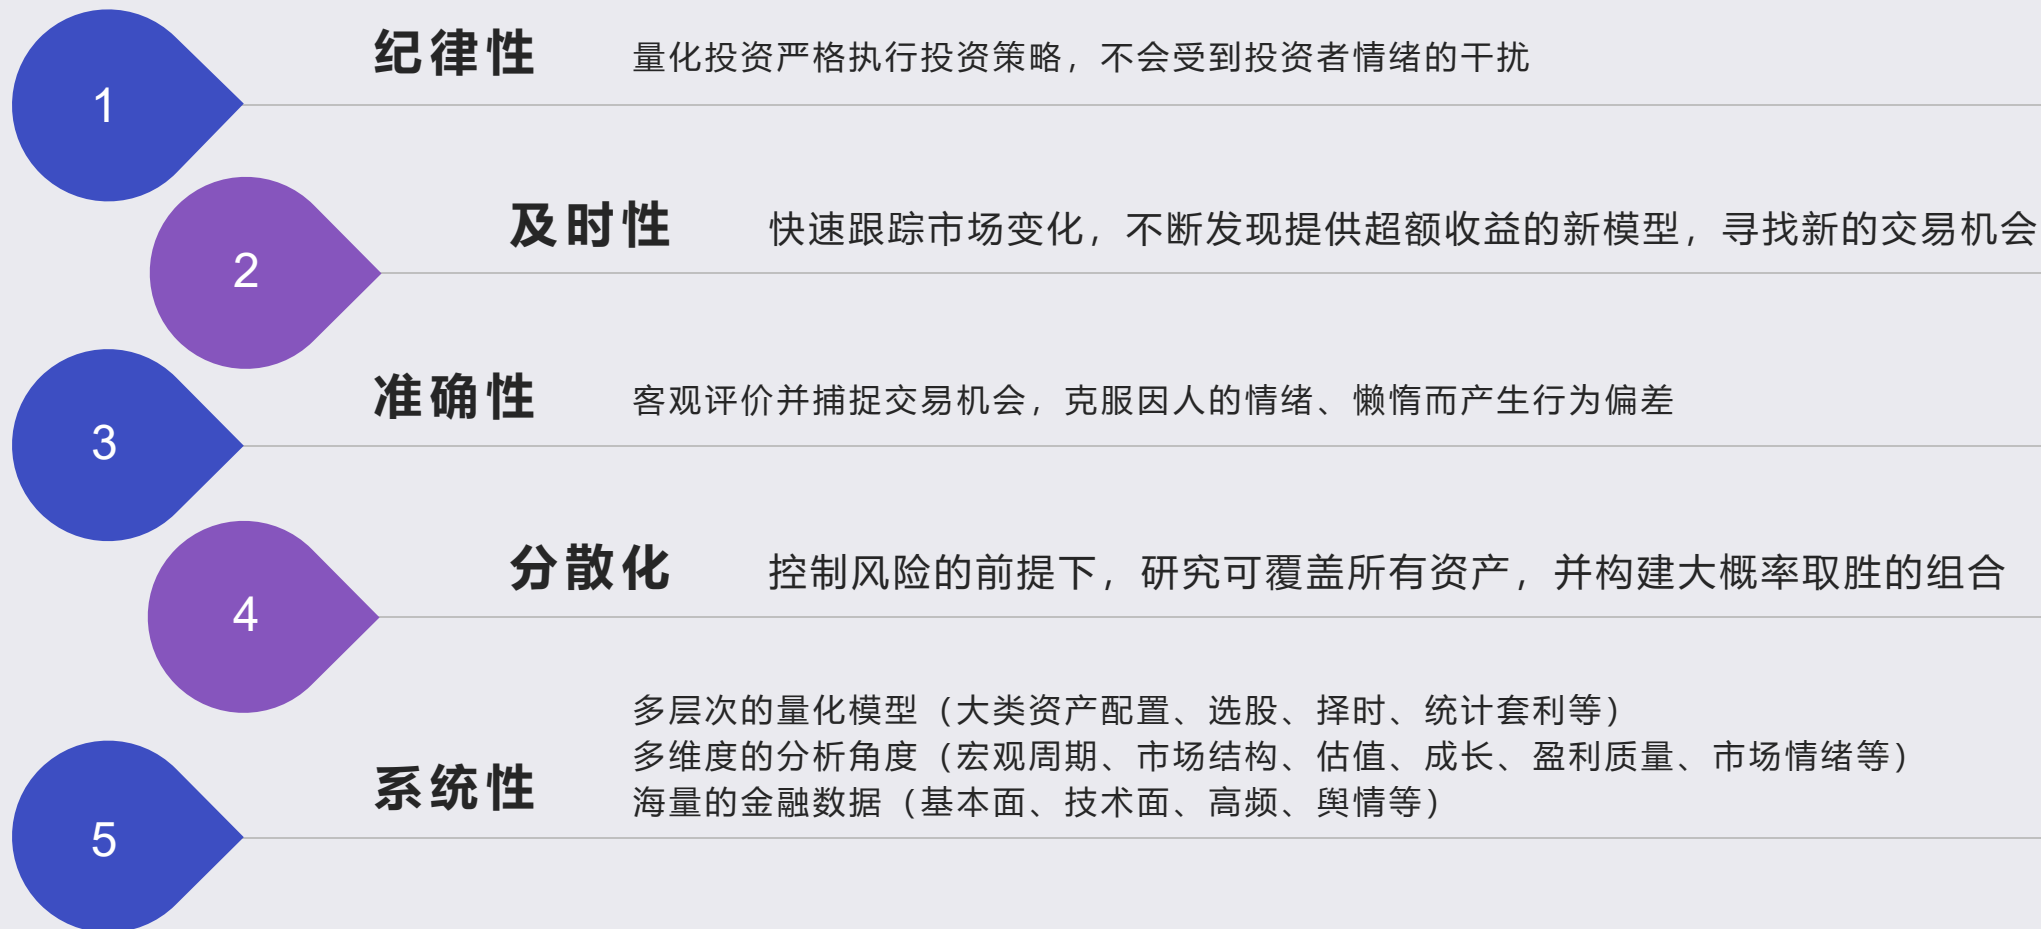 1
纪律性 量化投资严格执行投资策略，不会受到投资者情绪的干扰
2
及时性 快速跟踪市场变化，不断发现提供超额收益的新模型，寻找新的交易机会
3
准确性 客观评价并捕捉交易机会，克服因人的情绪、懒惰而产生行为偏差
4
分散化 控制风险的前提下，研究可覆盖所有资产，并构建大概率取胜的组合
5
系统性
多层次的量化模型（大类资产配置、选股、择时、统计套利等）
多维度的分析角度（宏观周期、市场结构、估值、成长、盈利质量、市场情绪等）
海量的金融数据（基本面、技术面、高频、舆情等）